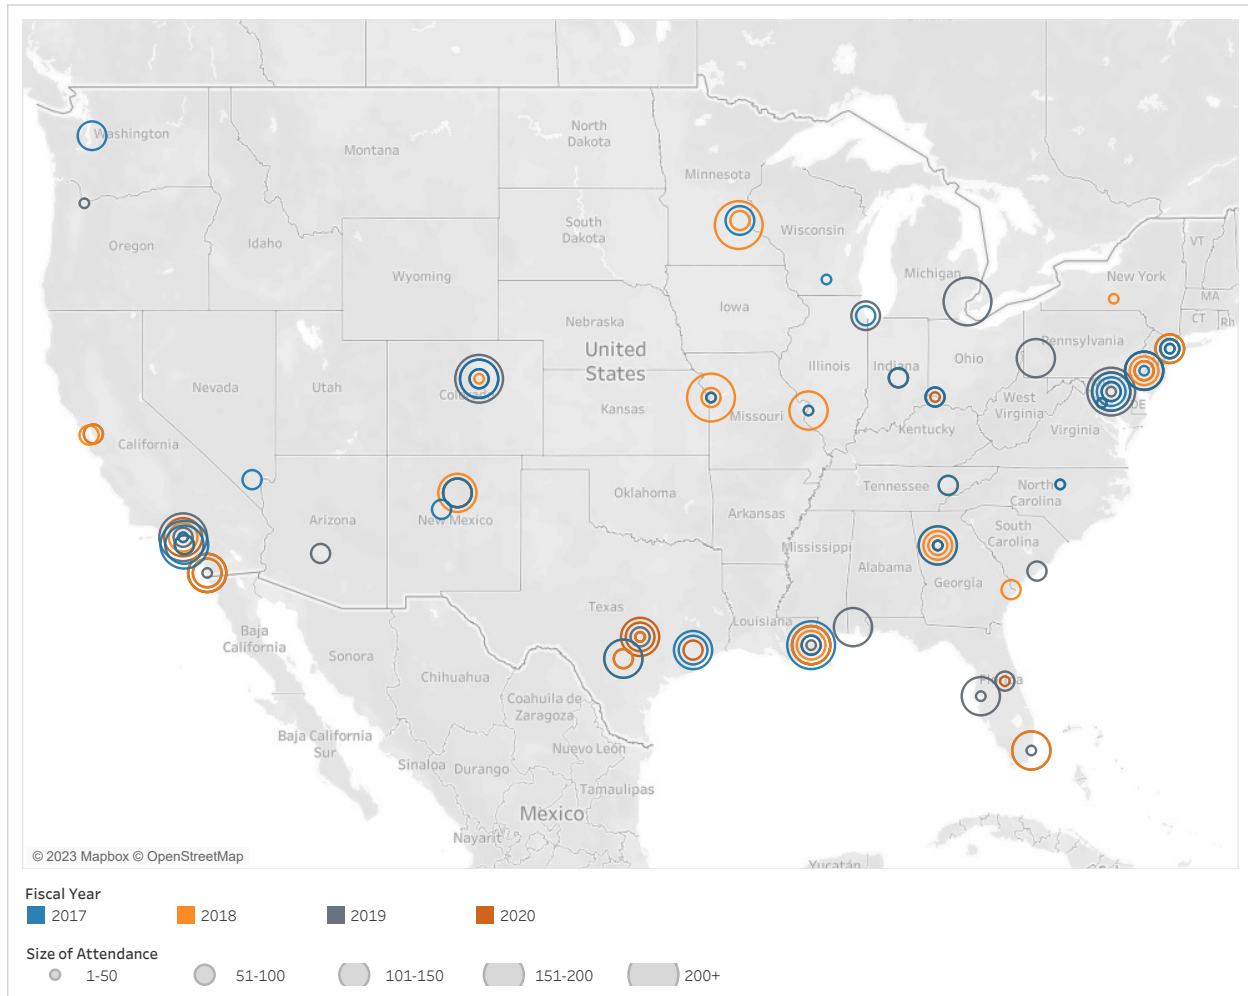 Washington
Montana
North
Dakota
Minnesota
Oregon
Idaho
South
Dakota
Wisconsin
VT
Wyoming
Michigan
New York
MA
CT
Rh
Iowa
Nebraska
Pennsylvania
United
States
Nevada
Utah
Illinois
Indiana
Ohio
Kansas
Missouri
West
Virginia
DE
California
Kentucky
Virginia
Arizona
New Mexico
Oklahoma
Tennessee
North
Carolina
Arkansas
South
Carolina
Mississippi
Alabama
Georgia
Texas
Louisiana
Baja
California
Sonora
Chihuahua
Coahuila de
Zaragoza
Baja California
Sur
Nuevo León
Sinaloa
Durango
Tamaulipas
Mexico
Nayarit
Yucatán
© 2023 Mapbox © OpenStreetMap
Fiscal Year
2017 2018 2019 2020
Size of Attendance
1-50 51-100 101-150 151-200 200+